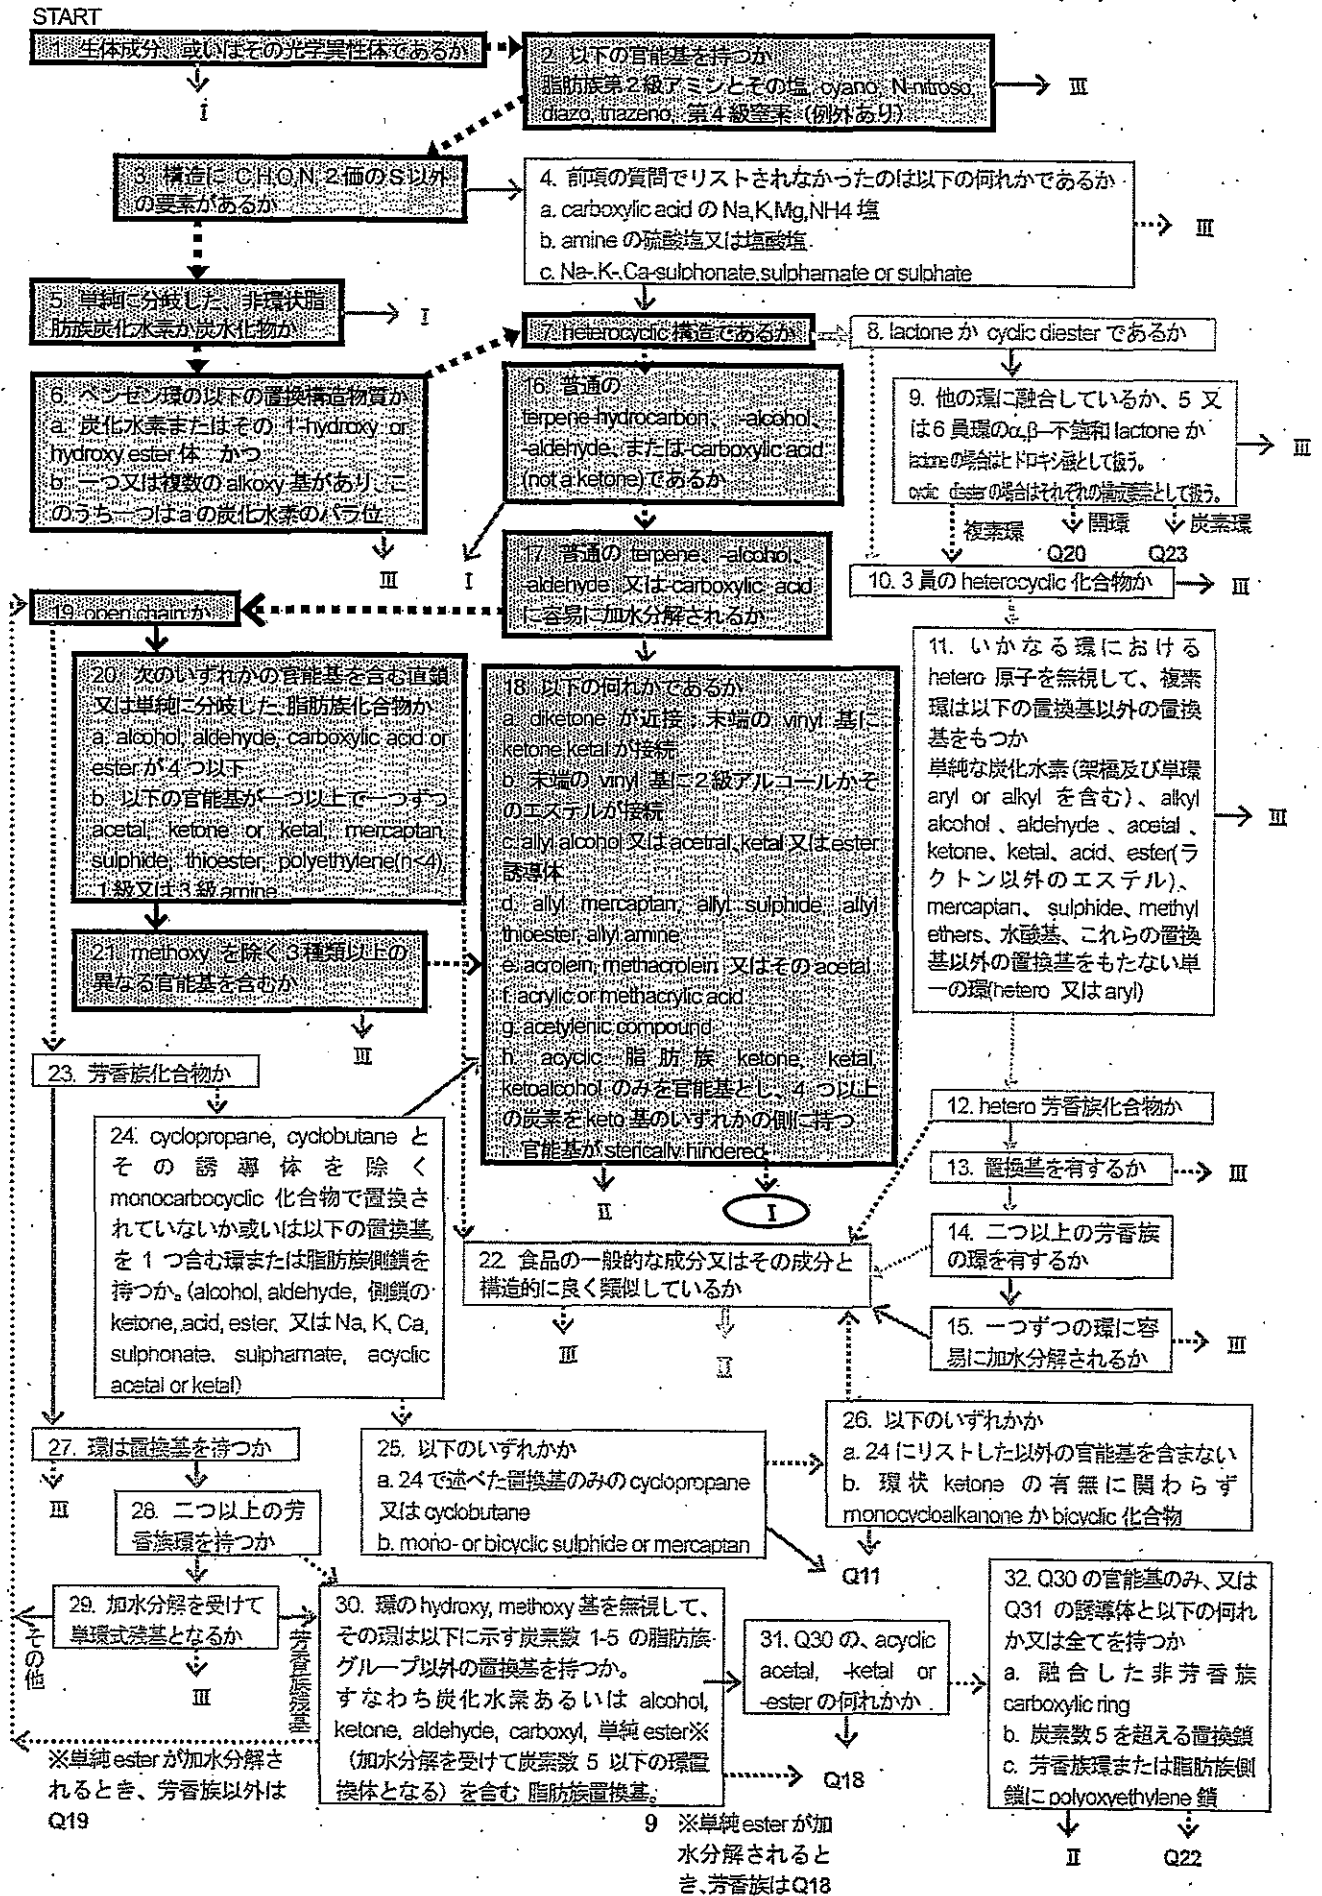 START
1. 生体成分、或いはその光学異性体であるか
I
2. 以下の官能基を持つか
脂肪族第2級アミンとその塩, cyano, N-nitroso,
diazo, triazeno, 第4級窒素 (例外あり)
III
3. 構造に C,H,O,N, 2価のS以外
の要素があるか
4. 前項の質問でリストされなかったのは以下の何れかであるか
a. carboxylic acid の Na,K,Mg,NH4 塩
b. amine の硫酸塩又は塩酸塩
c. Na-,K-,Ca-sulphonate,sulphamate or sulphate
III
5. 単純に分岐した、非環状脂
肪族炭化水素か炭水化物か
I
6. ベンゼン環の以下の置換構造物質か
a. 炭化水素またはその 1'-hydroxy or
hydroxy ester 体 かつ
b. 一つ又は複数の alkoxy 基があり、こ
のうち一つは a の炭化水素のパラ位
III
7. heterocyclic 構造であるか
8. lactone か cyclic diester であるか
9. 他の環に融合しているか、5 又
は6 員環のα,β-不飽和 lactone か
lactone の場合はヒドロキシ酸として扱う。
cyclic diester の場合はそれぞれの構成要素として扱う。
III
複素環
開環
炭素環
Q20
Q23
10. 3 員の heterocyclic 化合物か
III
16. 普通の
terpene-hydrocarbon、-alcohol、
-aldehyde、または-carboxylic acid
(not a ketone)であるか
I
17. 普通の terpene、-alcohol、
-aldehyde 又は-carboxylic acid
に容易に加水分解されるか
19. open chain か
11. いかなる環における
hetero 原子を無視して、複素
環は以下の置換基以外の置換
基をもつか
単純な炭化水素(架橋及び単環
aryl or alkyl を含む)、alkyl
alcohol 、aldehyde 、acetal 、
ketone、ketal、acid、ester(ラ
クトン以外のエステル)、
mercaptan、 sulphide、methyl
ethers、水酸基、これらの置換
基以外の置換基をもたない単
一の環(hetero 又は aryl)
III
20. 次のいずれかの官能基を含む直鎖
又は単純に分岐した、脂肪族化合物か
a. alcohol, aldehyde, carboxylic acid or
ester が 4 つ以下
b. 以下の官能基が一つ以上で一つずつ
acetal, ketone or ketal, mercaptan,
sulphide, thioester, polyethylene(n<4),
1 級又は 3 級 amine
18. 以下の何れかであるか
a. diketone が近接 ; 末端の vinyl 基に
ketone,ketal が接続
b. 末端の vinyl 基に2級アルコールかそ
のエステルが接続
c. allyl alcohol 又は acetral, ketal 又は ester
誘導体
d. allyl mercaptan, allyl sulphide, allyl
thioester, allyl amine
e. acrolein, methacrolein 又はその acetal
f. acrylic or methacrylic acid
g. acetylenic compound
h. acyclic 脂肪族 ketone, ketal,
ketoalcohol のみを官能基とし、4 つ以上
の炭素を keto 基のいずれかの側に持つ
i. 官能基が sterically hindered
II
I
21. methoxy を除く 3 種類以上の
異なる官能基を含むか
III
23. 芳香族化合物か
12. hetero 芳香族化合物か
13. 置換基を有するか
III
14. 二つ以上の芳香族
の環を有するか
15. 一つずつの環に容
易に加水分解されるか
III
24. cyclopropane, cyclobutane と
その誘導体を除く
monocarbocyclic 化合物で置換さ
れていないか或いは以下の置換基,
を 1 つ含む環または脂肪族側鎖を
持つか。(alcohol, aldehyde, 側鎖の
ketone, acid, ester, 又は Na, K, Ca,
sulphonate, sulphamate, acyclic
acetal or ketal)
22. 食品の一般的な成分又はその成分と
構造的に良く類似しているか
III
II
27. 環は置換基を持つか
III
25. 以下のいずれかか
a. 24 で述べた置換基のみの cyclopropane
又は cyclobutane
b. mono- or bicyclic sulphide or mercaptan
26. 以下のいずれかか
a. 24 にリストした以外の官能基を含まない
b. 環状 ketone の有無に関わらず
monocycloalkanone か bicyclic 化合物
Q11
28. 二つ以上の芳
香族環を持つか
29. 加水分解を受けて
単環式残基となるか
その他
芳香族残基
III
30. 環の hydroxy, methoxy 基を無視して、
その環は以下に示す炭素数 1-5 の脂肪族
グループ以外の置換基を持つか。
すなわち炭化水素あるいは alcohol,
ketone, aldehyde, carboxyl, 単純 ester※
(加水分解を受けて炭素数 5 以下の環置
換体となる) を含む 脂肪族置換基。
31. Q30 の、acyclic
acetal, -ketal or
-ester の何れかか
Q18
32. Q30 の官能基のみ、又は
Q31 の誘導体と以下の何れ
か又は全てを持つか
a. 融合した非芳香族
carboxylic ring
b. 炭素数 5 を超える置換鎖
c. 芳香族環または脂肪族側
鎖に polyoxyethylene 鎖
II
Q22
※単純 ester が加水分解さ
れるとき、芳香族以外は
Q19
9
※単純 ester が加
水分解されると
き、芳香族は Q18